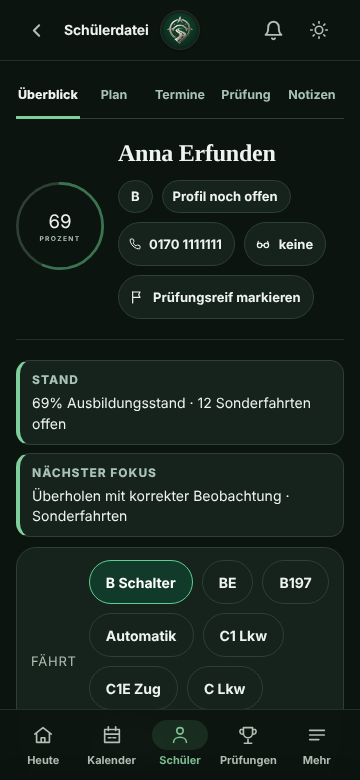 Schülerdatei
Überblick Plan Termine Prüfung Notizen
Anna Erfunden
B Profil noch offen
69
PROZENT
0170 1111111 keine
Prüfungsreif markieren
STAND
69% Ausbildungsstand · 12 Sonderfahrten
offen
NÄCHSTER FOKUS
Überholen mit korrekter Beobachtung ·
Sonderfahrten
FÄHRT
B Schalter BE B197
Automatik C1 Lkw
C1E Zug C Lkw
Heute Kalender Schüler Prüfungen Mehr